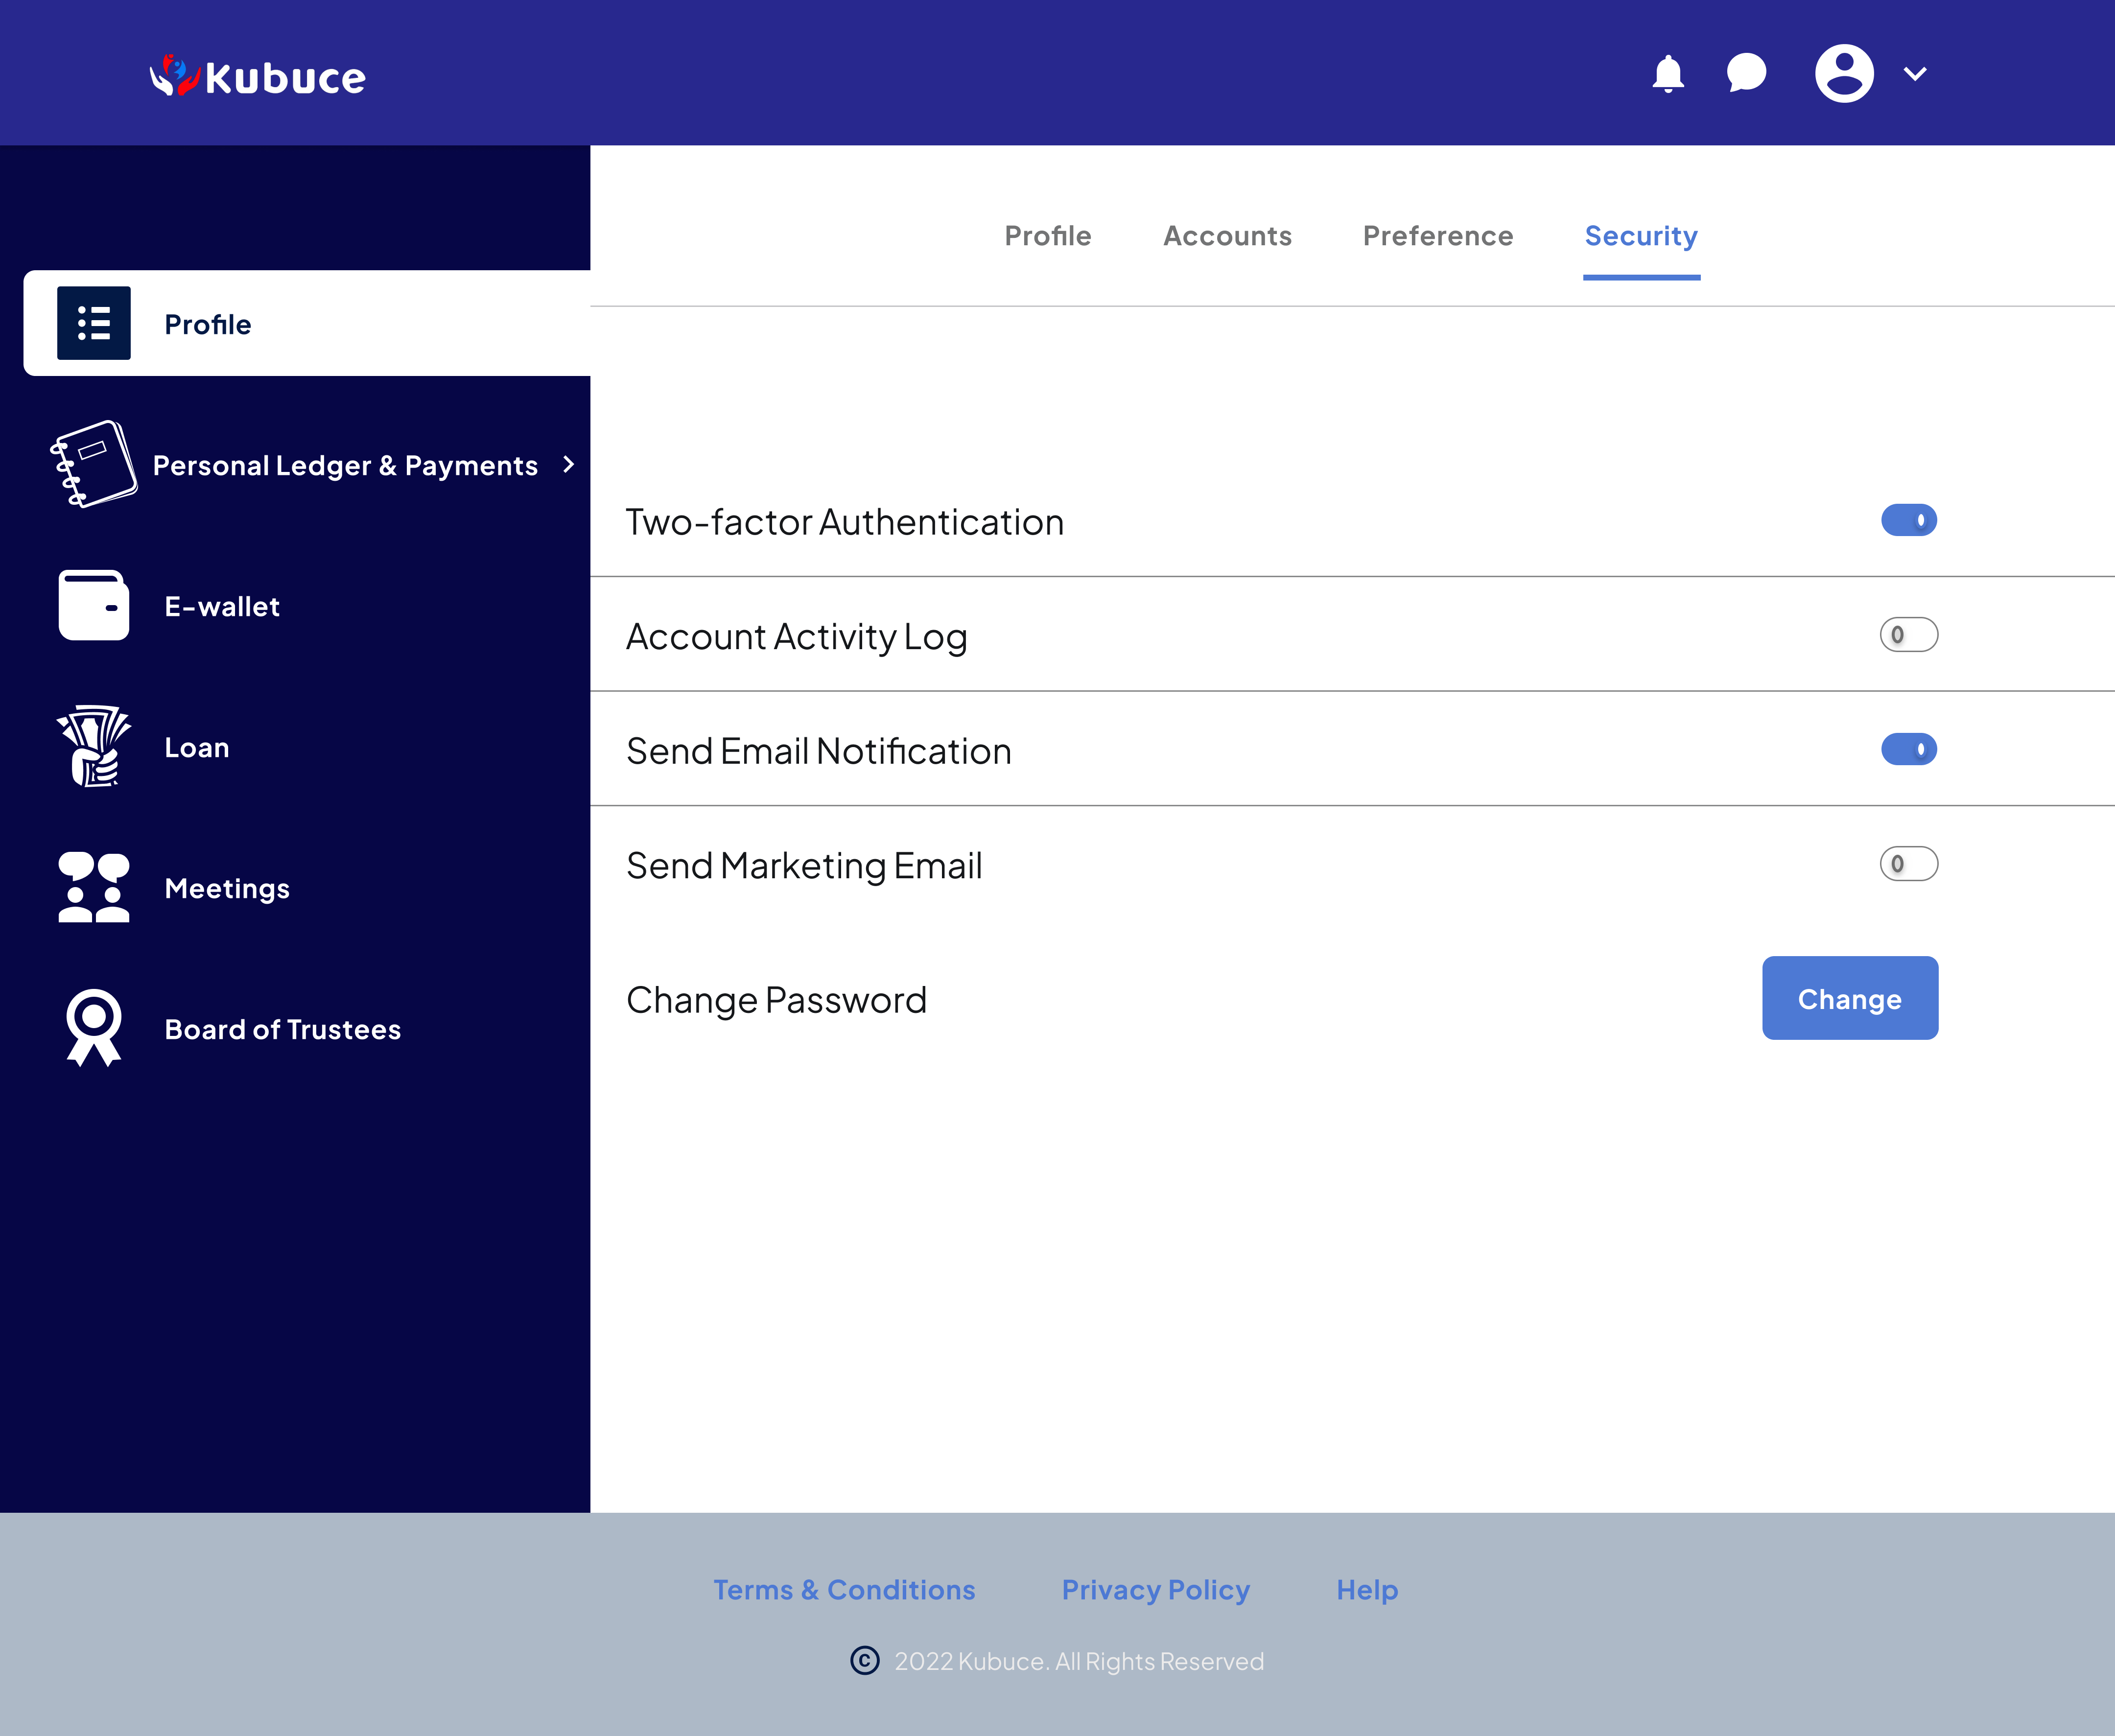 Kubuce
Profile Accounts Preference Security
Profile
Personal Ledger & Payments
E-wallet
Loan
Meetings
Board of Trustees
Two-factor Authentication
Account Activity Log
Send Email Notification
Send Marketing Email
Change Password Change
Terms & Conditions Privacy Policy Help
© 2022 Kubuce. All Rights Reserved